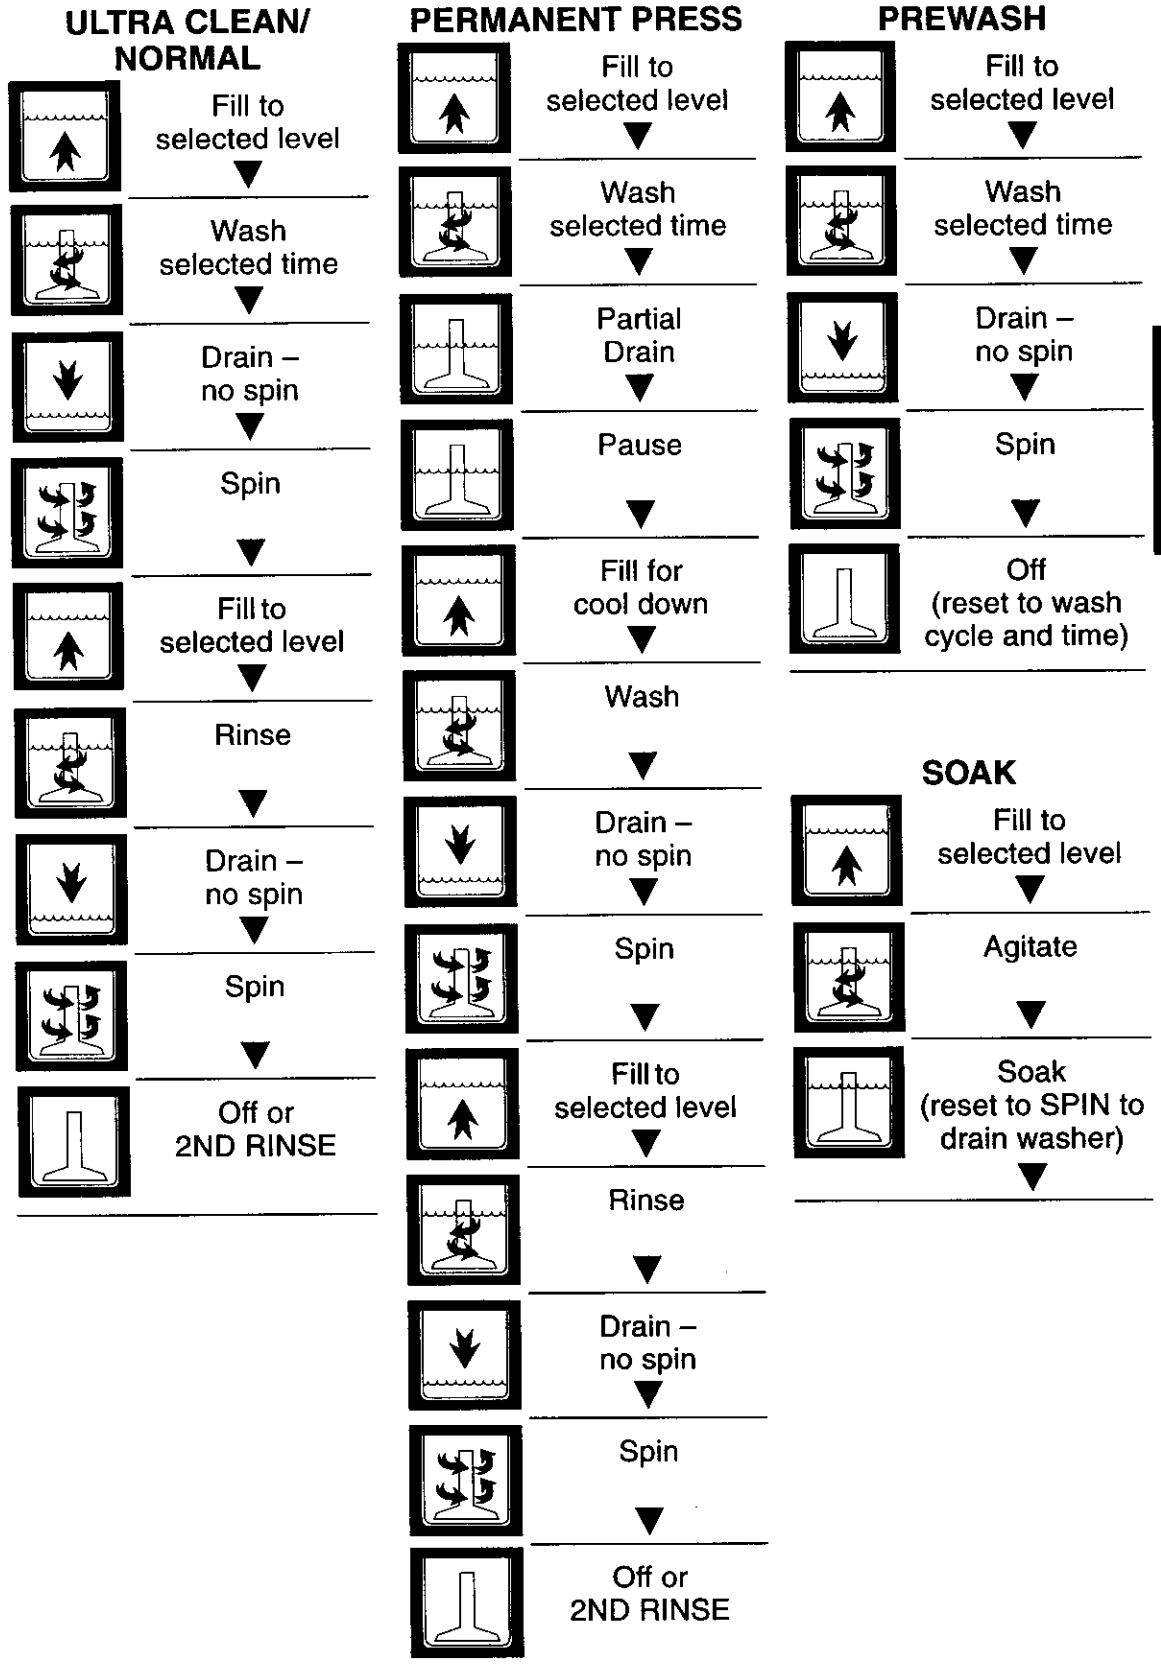 ULTRA CLEAN/
NORMAL
Fill to
selected level
Wash
selected time
Drain –
no spin
Spin
Fill to
selected level
Rinse
Drain –
no spin
Spin
Off or
2ND RINSE
PERMANENT PRESS
Fill to
selected level
Wash
selected time
Partial
Drain
Pause
Fill for
cool down
Wash
Drain –
no spin
Spin
Fill to
selected level
Rinse
Drain –
no spin
Spin
Off or
2ND RINSE
PREWASH
Fill to
selected level
Wash
selected time
Drain –
no spin
Spin
Off
(reset to wash
cycle and time)
SOAK
Fill to
selected level
Agitate
Soak
(reset to SPIN to
drain washer)